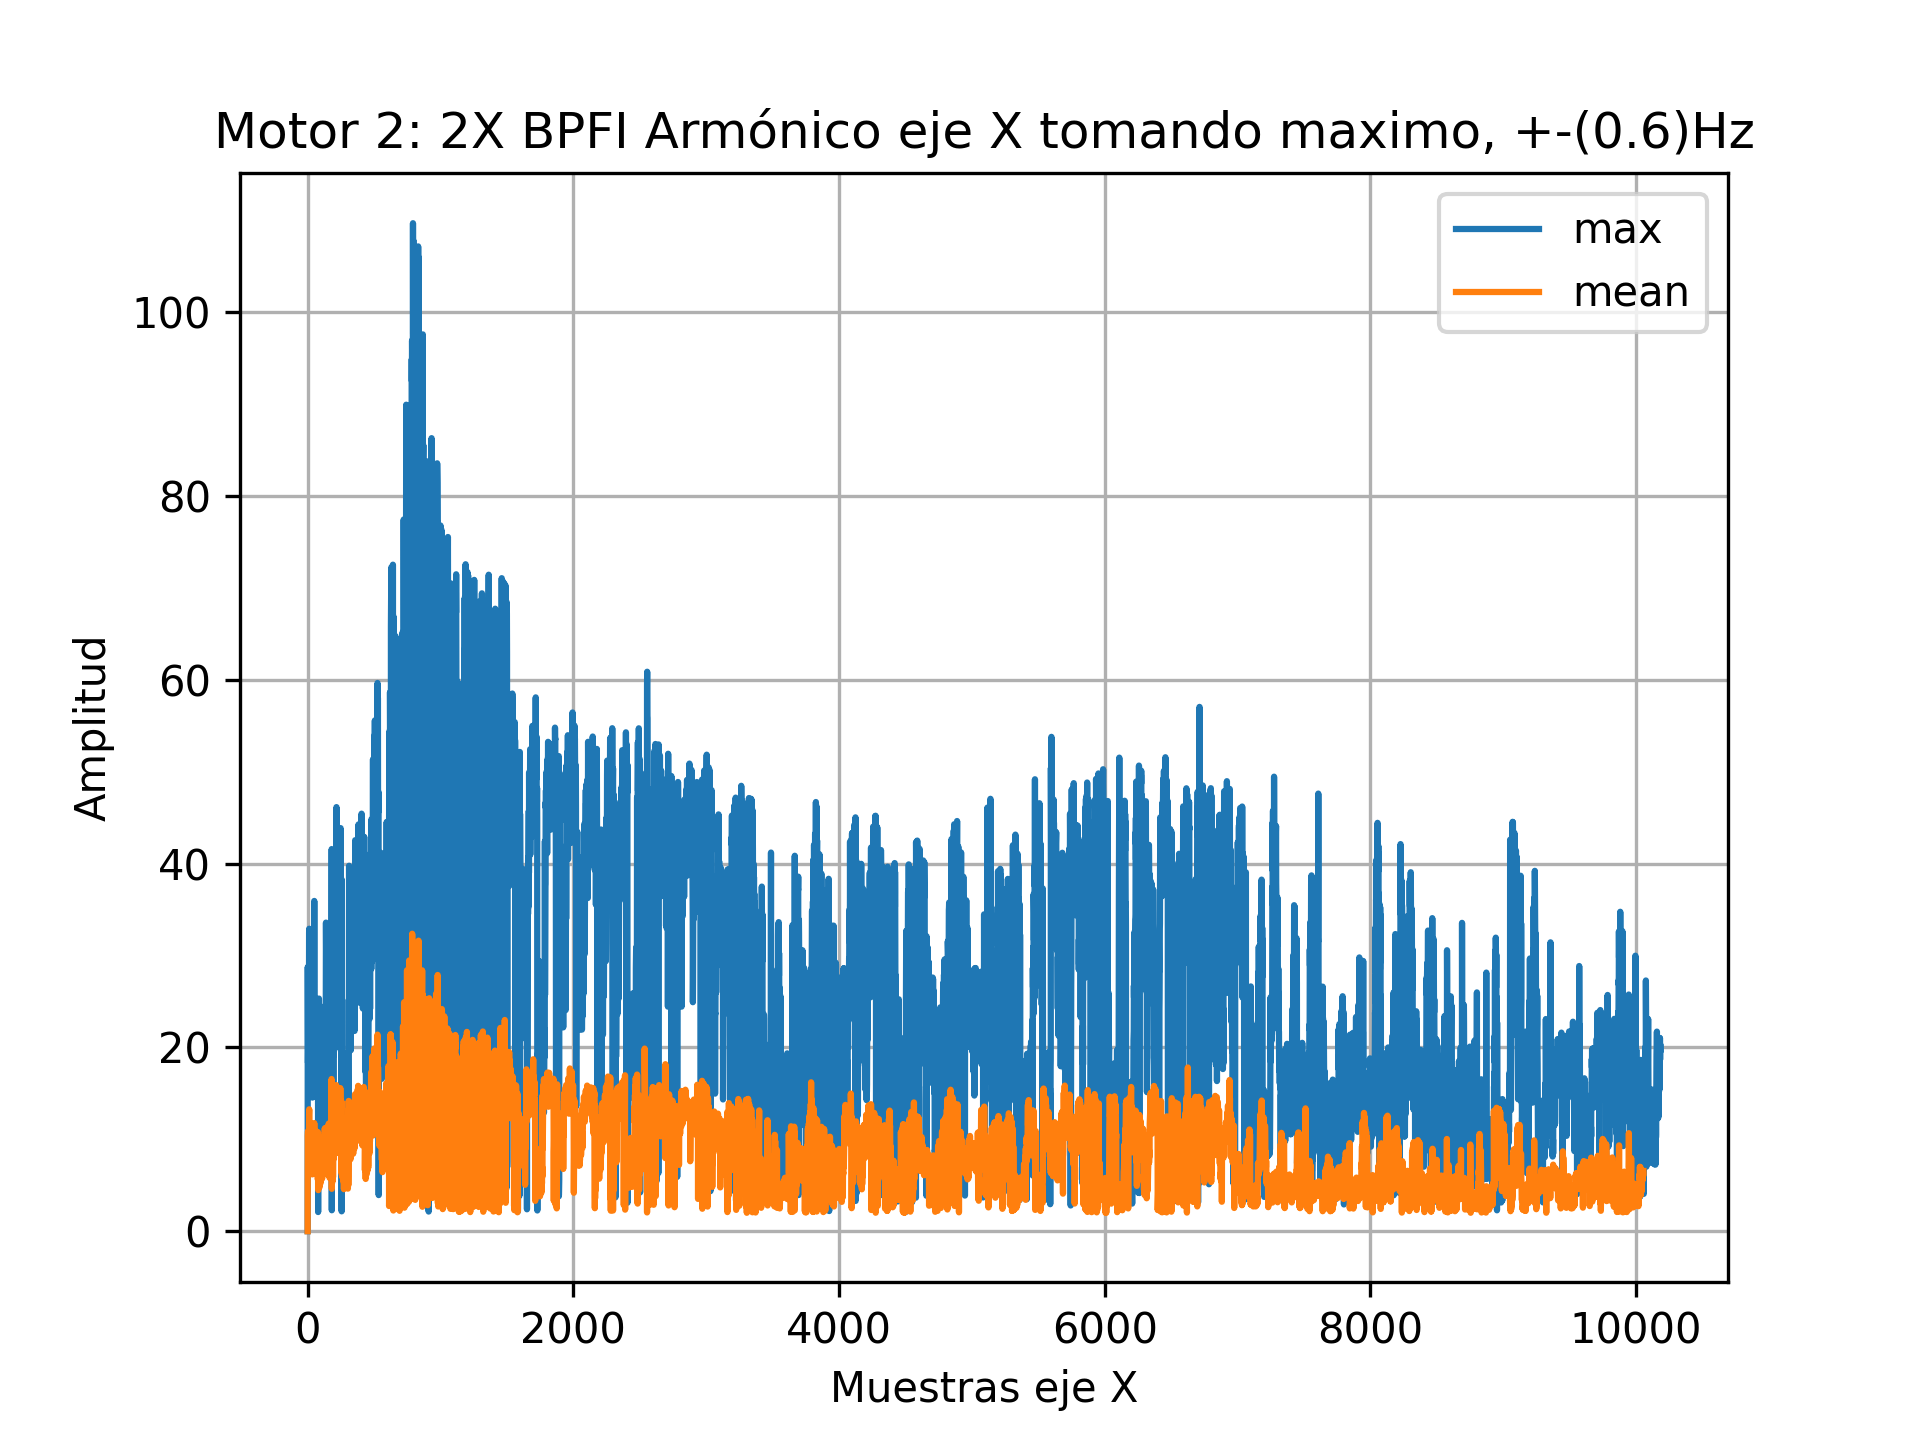 Motor 2: 2X BPFI Armónico eje X tomando maximo, +-(0.6)Hz
max
mean
100
80
60
40
20
0
Amplitud
0 2000 4000 6000 8000 10000
Muestras eje X